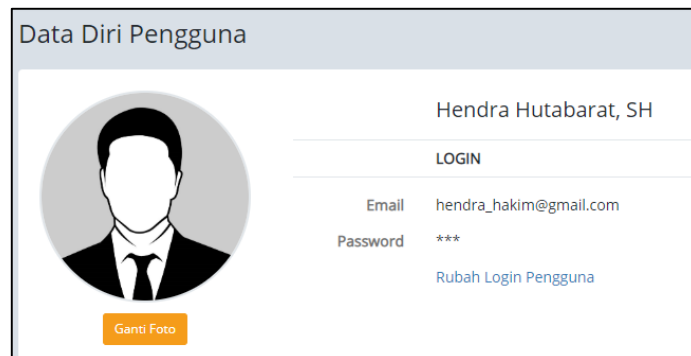 Data Diri Pengguna
Hendra Hutabarat, SH
LOGIN
Email hendra_hakim@gmail.com
Password ***
Rubah Login Pengguna
Ganti Foto